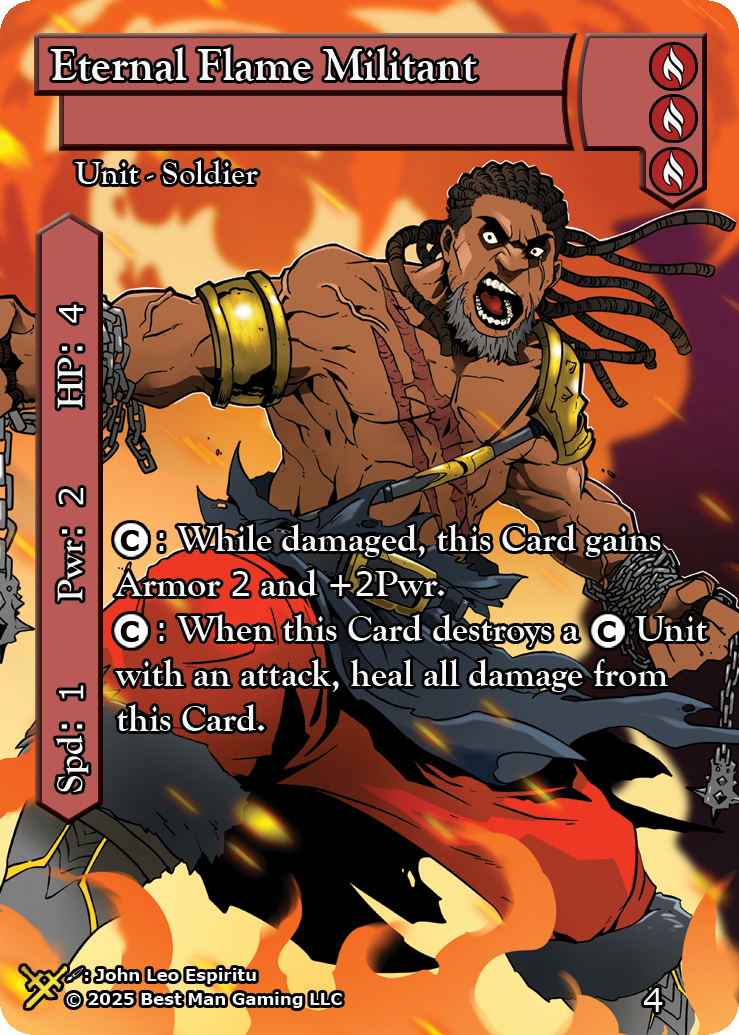 Eternal Flame Militant
Unit - Soldier
HP: 4
Pwr: 2
Spd: 1
©: While damaged, this Card gains
Armor 2 and +2Pwr.
©: When this Card destroys a © Unit
with an attack, heal all damage from
this Card.
: John Leo Espiritu
© 2025 Best Man Gaming LLC
4